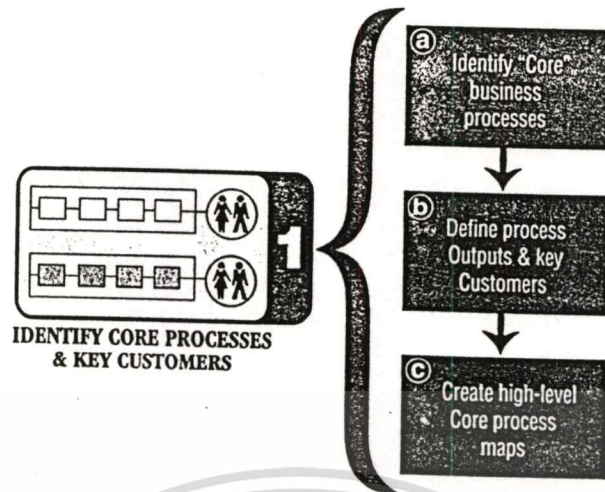 1
IDENTIFY CORE PROCESSES
& KEY CUSTOMERS
a
Identify "Core"
business
processes
b
Define process
Outputs & key
Customers
c
Create high-level
Core process
maps